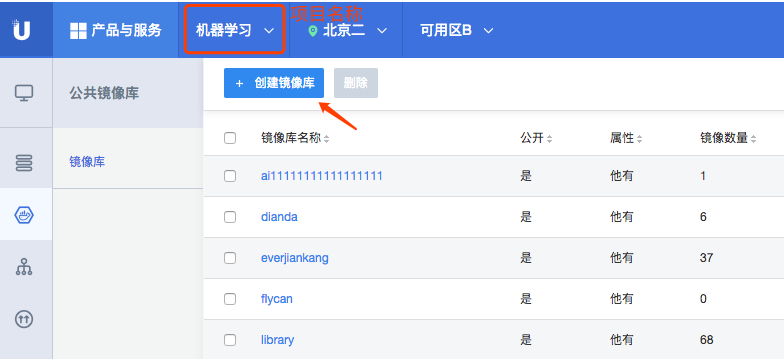 U 产品与服务 机器学习 项目名称 北京二 可用区B
公共镜像库
镜像库
+ 创建镜像库 删除
镜像库名称 公开 属性 镜像数量
ai11111111111111111 是 他有 1
dianda 是 他有 6
everjiankang 是 他有 37
flycan 是 他有 0
library 是 他有 68